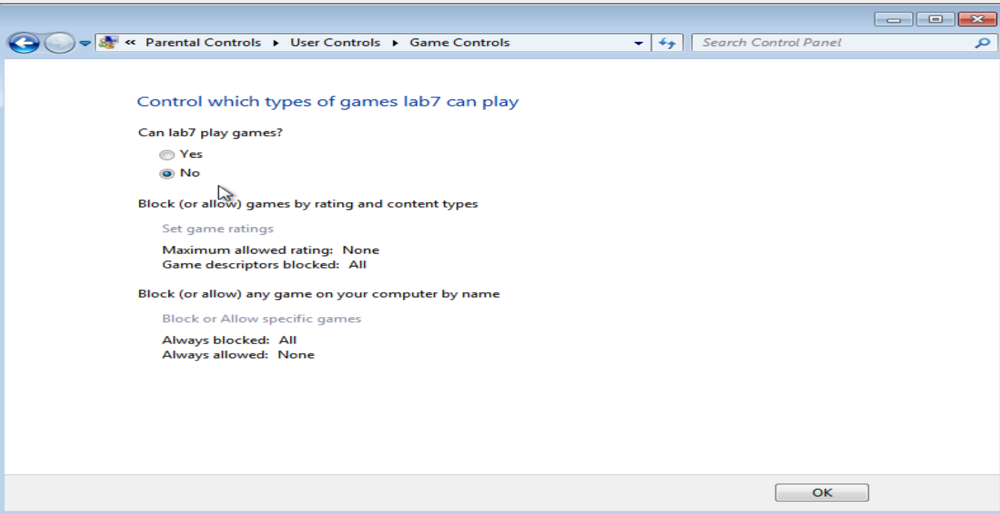 « Parental Controls ▸ User Controls ▸ Game Controls
Search Control Panel
Control which types of games lab7 can play
Can lab7 play games?
Yes
No
Block (or allow) games by rating and content types
Set game ratings
Maximum allowed rating: None
Game descriptors blocked: All
Block (or allow) any game on your computer by name
Block or Allow specific games
Always blocked: All
Always allowed: None
OK